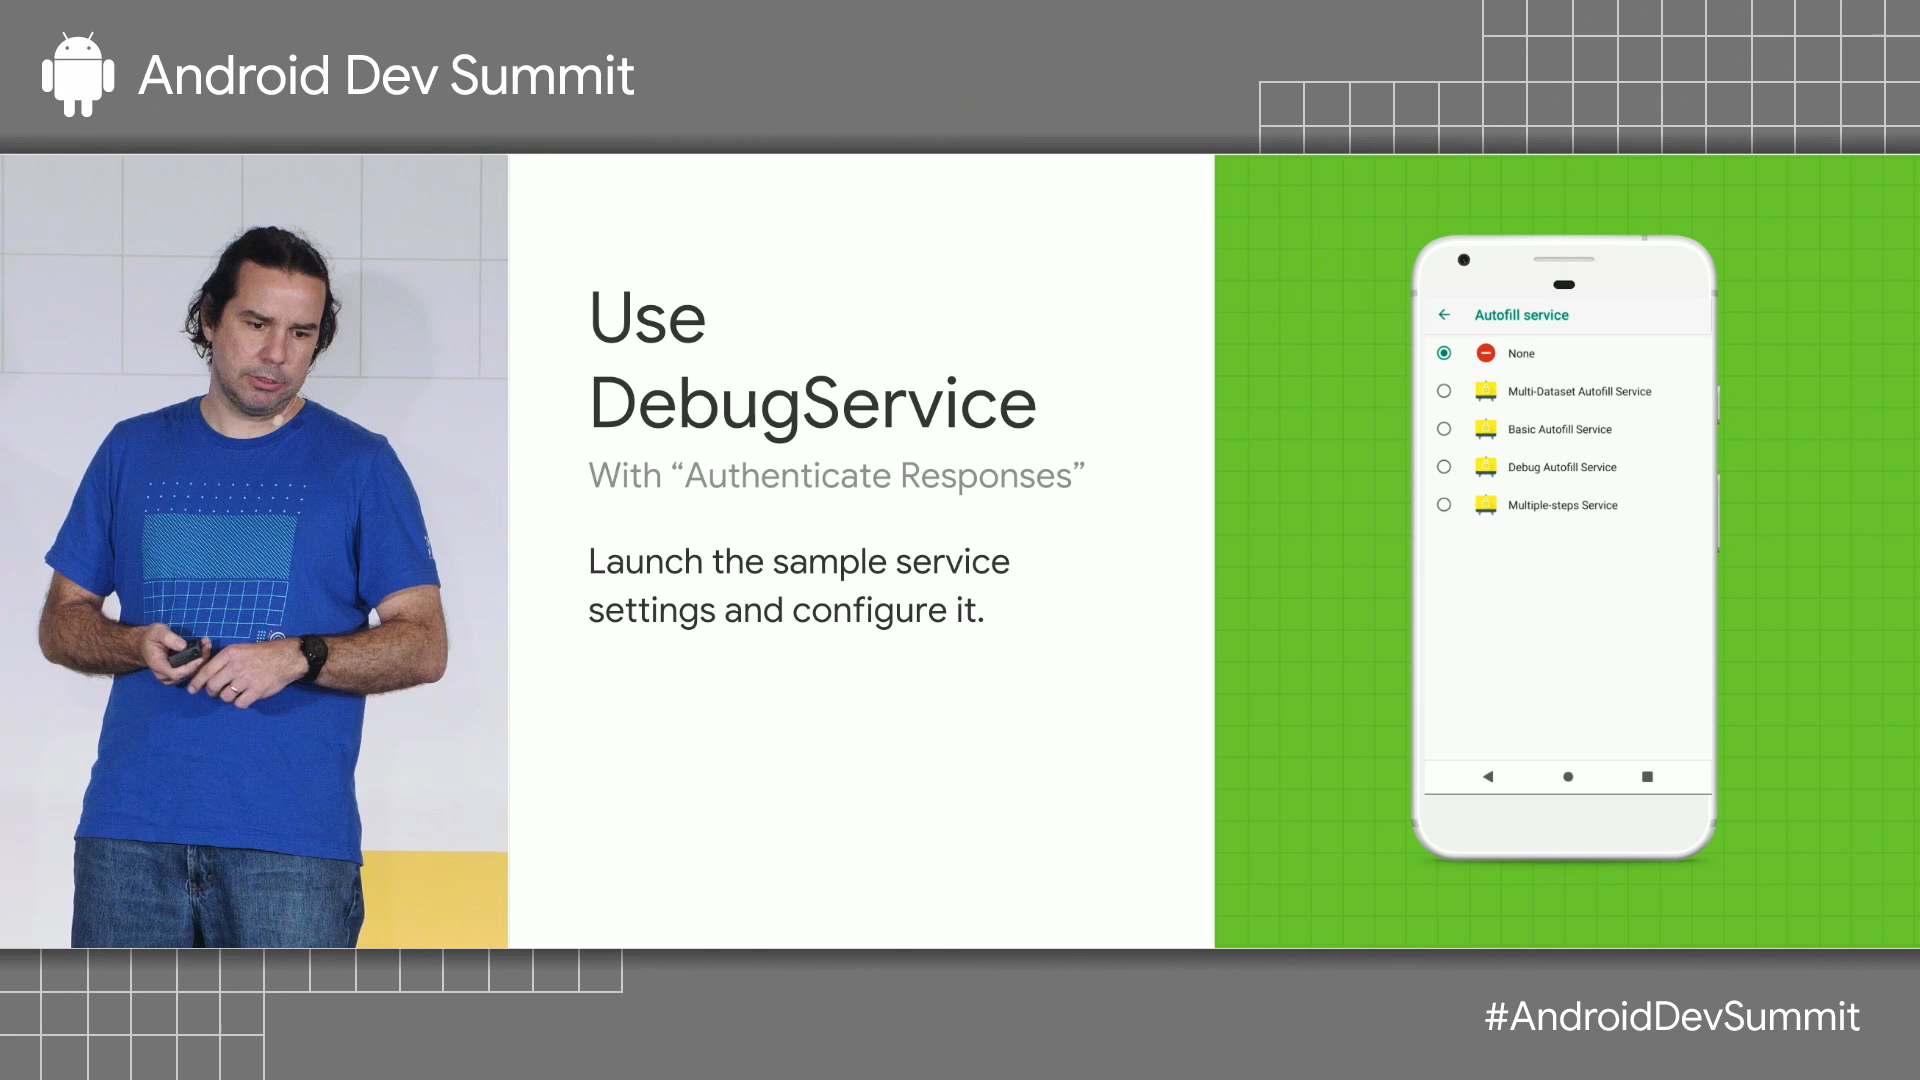 Android Dev Summit
Use
DebugService
With “Authenticate Responses”
Launch the sample service
settings and configure it.
Autofill service
None
Multi-Dataset Autofill Service
Basic Autofill Service
Debug Autofill Service
Multiple-steps Service
#AndroidDevSummit